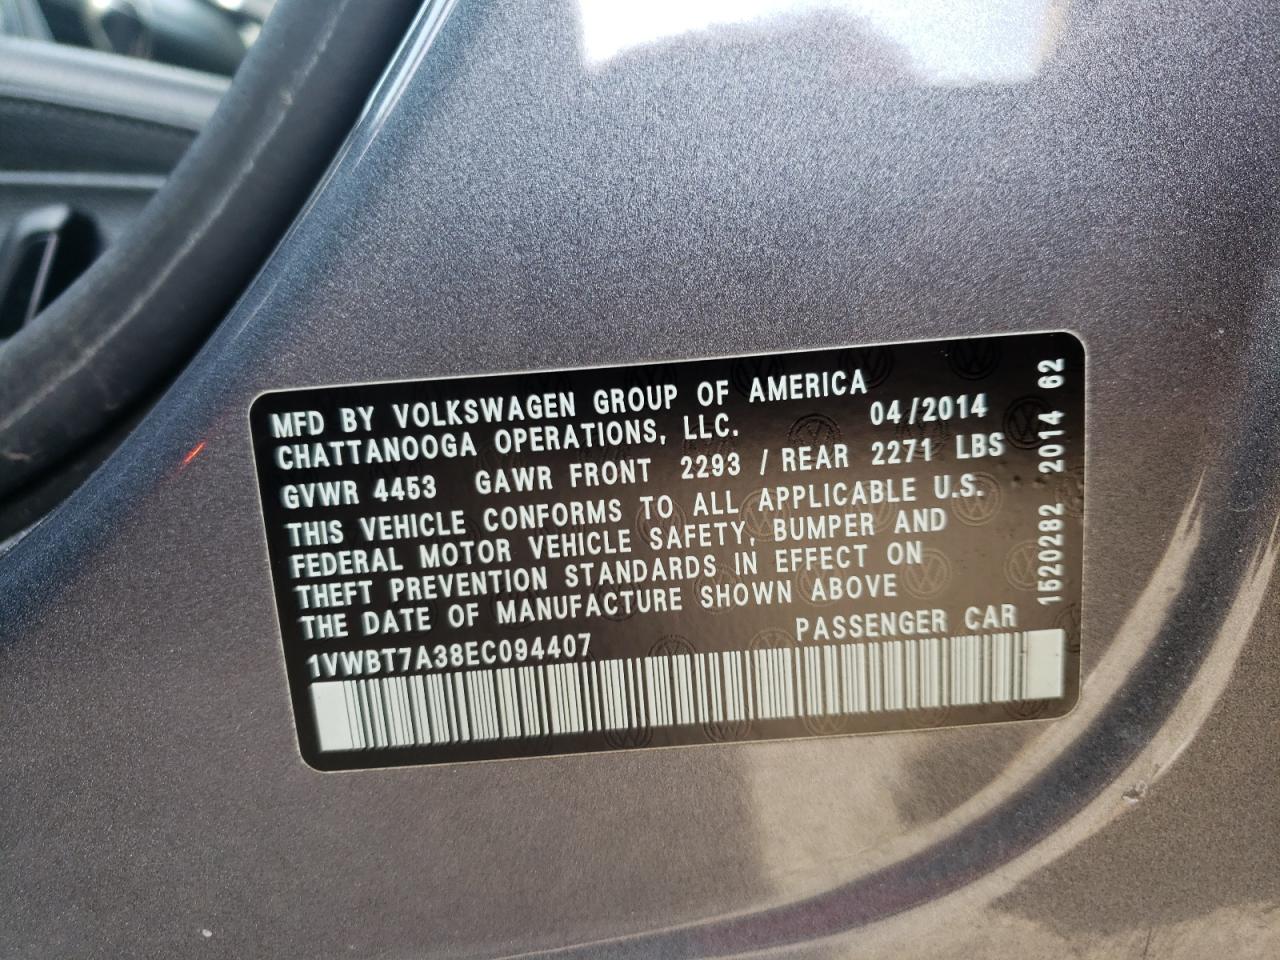 MFD BY VOLKSWAGEN GROUP OF AMERICA
CHATTANOOGA OPERATIONS, LLC. 04/2014
GVWR 4453 GAWR FRONT 2293 / REAR 2271 LBS
THIS VEHICLE CONFORMS TO ALL APPLICABLE U.S.
FEDERAL MOTOR VEHICLE SAFETY, BUMPER AND
THEFT PREVENTION STANDARDS IN EFFECT ON
THE DATE OF MANUFACTURE SHOWN ABOVE
1VWBT7A38EC094407 PASSENGER CAR
1620282 2014 62